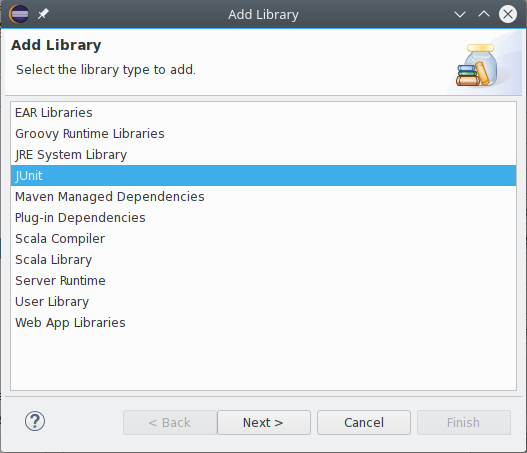 Add Library
Add Library
Select the library type to add.
EAR Libraries
Groovy Runtime Libraries
JRE System Library
JUnit
Maven Managed Dependencies
Plug-in Dependencies
Scala Compiler
Scala Library
Server Runtime
User Library
Web App Libraries
? < Back Next > Cancel Finish